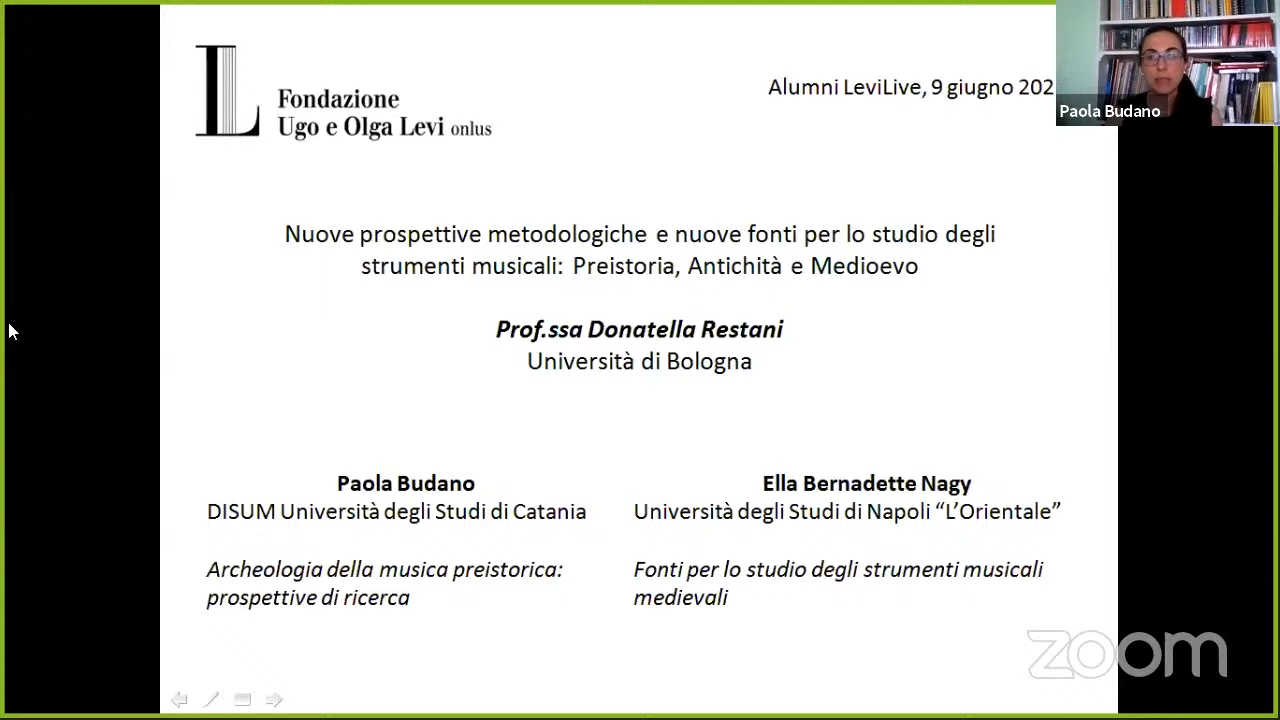 Fondazione
Ugo e Olga Levi onlus
Alumni LeviLive, 9 giugno
Paola Budano
Nuove prospettive metodologiche e nuove fonti per lo studio degli
strumenti musicali: Preistoria, Antichità e Medioevo
Prof.ssa Donatella Restani
Università di Bologna
Paola Budano
DISUM Università degli Studi di Catania
Archeologia della musica preistorica:
prospettive di ricerca
Ella Bernadette Nagy
Università degli Studi di Napoli “L’Orientale”
Fonti per lo studio degli strumenti musicali
medievali
zoom